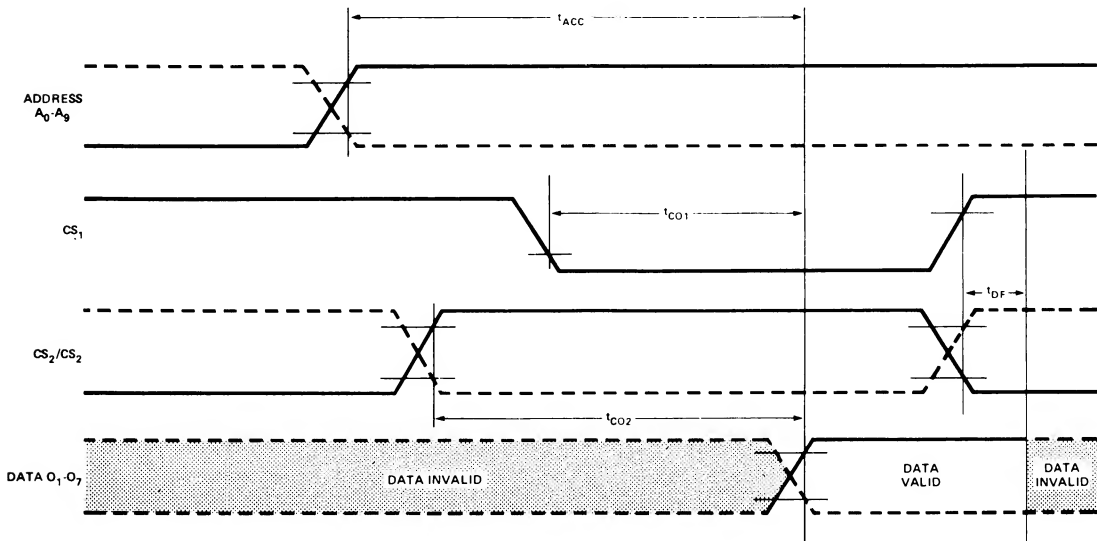 tACC
ADDRESS
A0-A9
CS1
tCO1
tDF
CS2/CS2
tCO2
DATA O1-O7
DATA INVALID
DATA
VALID
DATA
INVALID